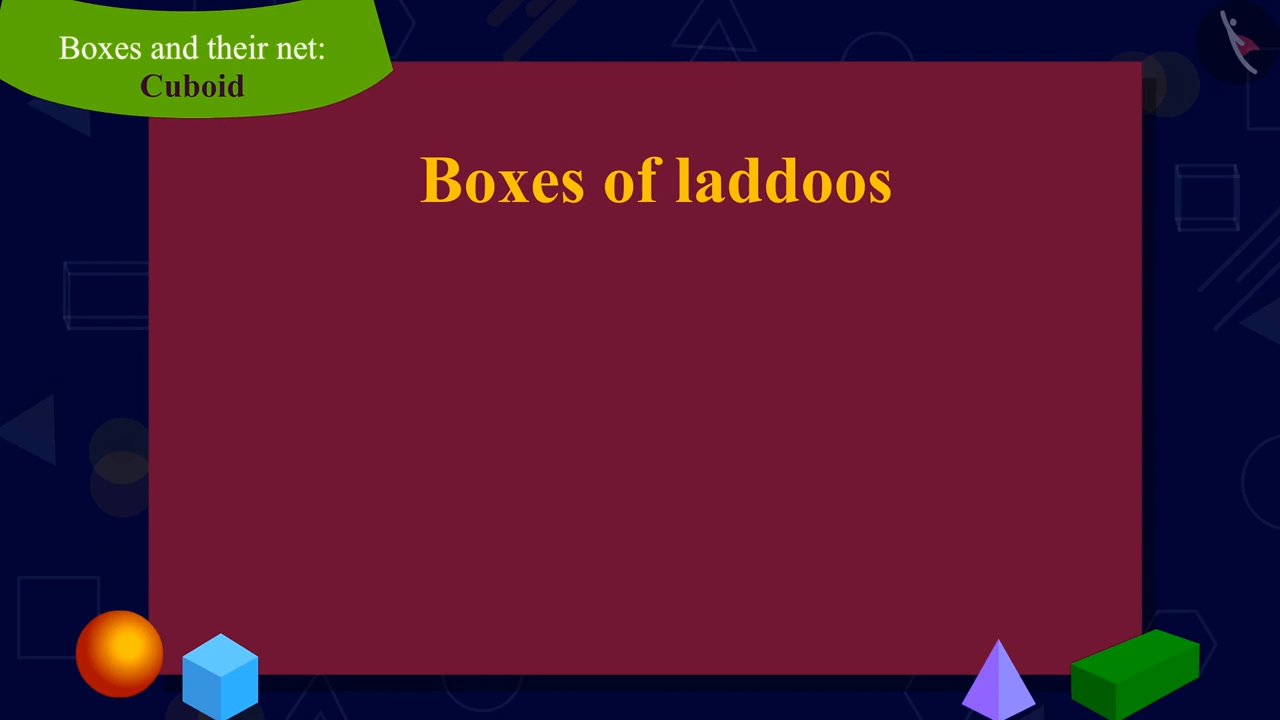 Boxes and their net:
Cuboid
Boxes of laddoos